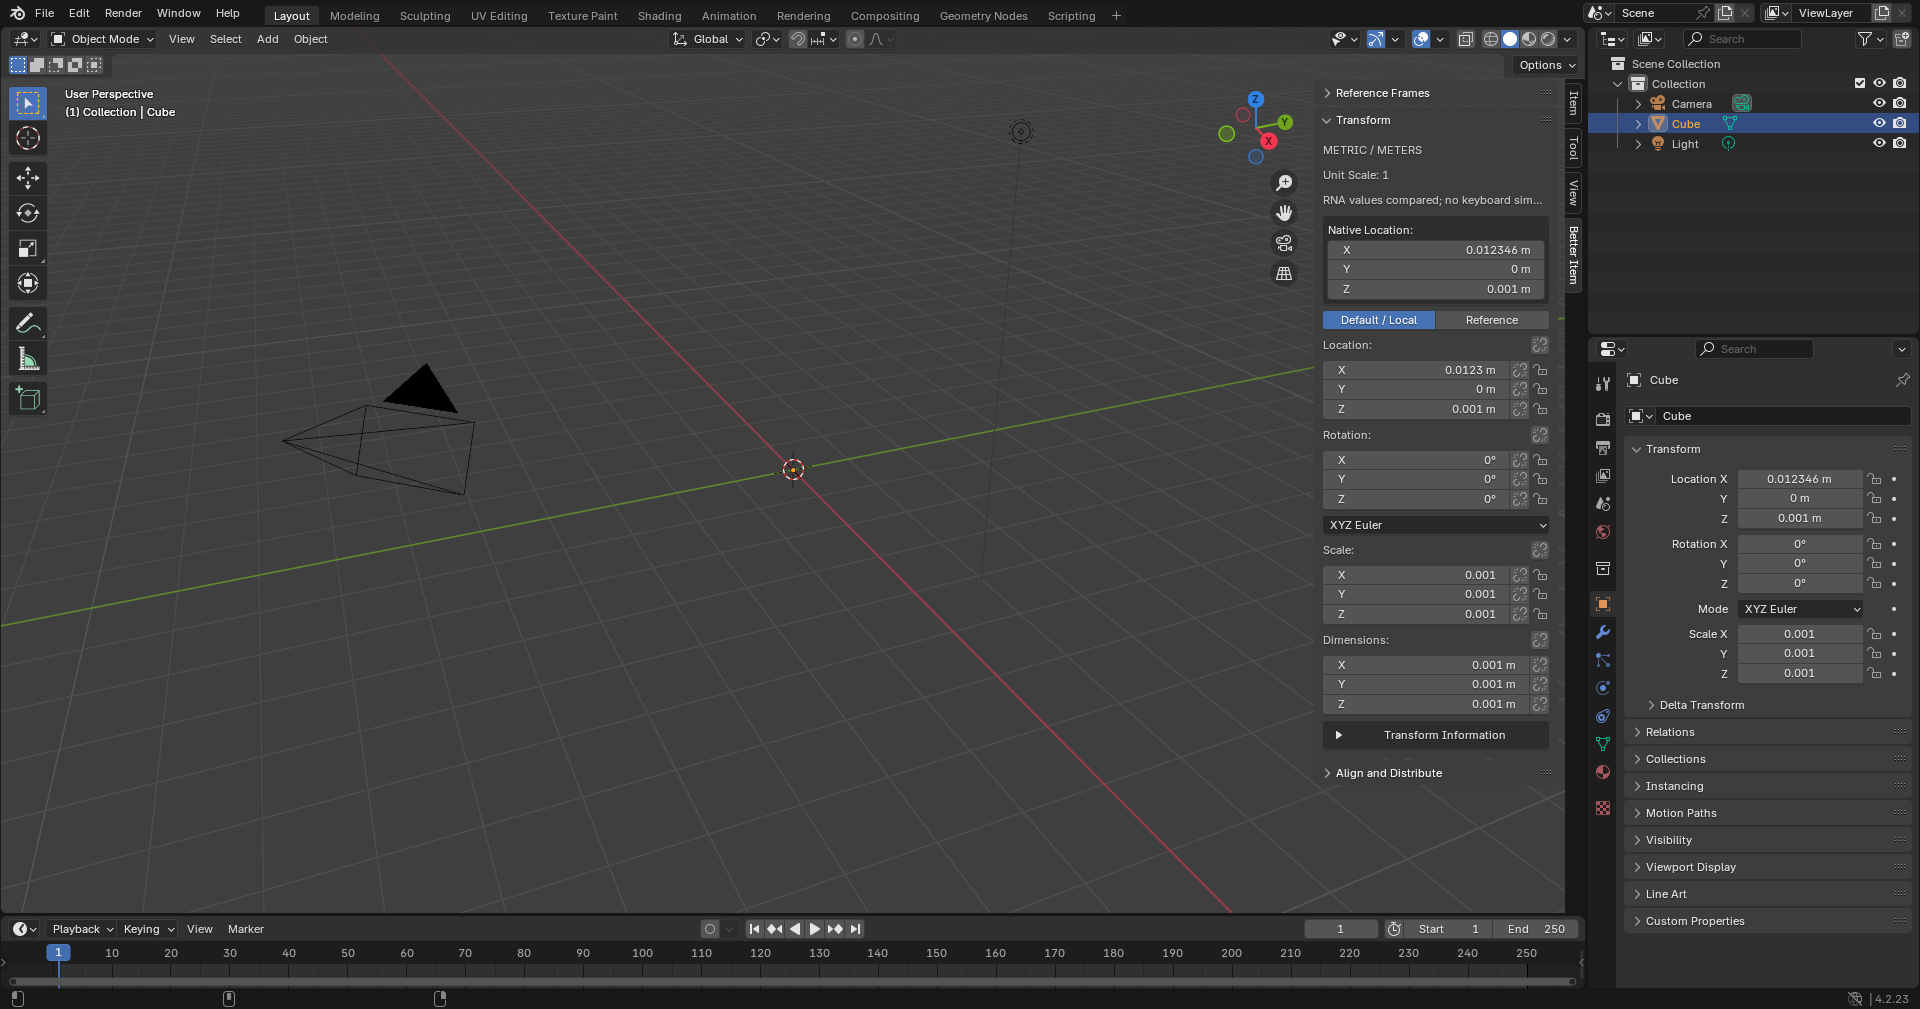 File Edit Render Window Help Layout Modeling Sculpting UV Editing Texture Paint Shading Animation Rendering Compositing Geometry Nodes Scripting + Scene ViewLayer
Object Mode View Select Add Object Global Search
Options
User Perspective
(1) Collection | Cube
Z
Y
X
Reference Frames
Transform
METRIC / METERS
Unit Scale: 1
RNA values compared; no keyboard sim...
Native Location:
X 0.012346 m
Y 0 m
Z 0.001 m
Default / Local Reference
Location:
X 0.0123 m
Y 0 m
Z 0.001 m
Rotation:
X 0°
Y 0°
Z 0°
XYZ Euler
Scale:
X 0.001
Y 0.001
Z 0.001
Dimensions:
X 0.001 m
Y 0.001 m
Z 0.001 m
Transform Information
Align and Distribute
Item
Tool
View
Better Item
Scene Collection
Collection
Camera
Cube
Light
Search
Cube
Cube
Transform
Location X 0.012346 m
Y 0 m
Z 0.001 m
Rotation X 0°
Y 0°
Z 0°
Mode XYZ Euler
Scale X 0.001
Y 0.001
Z 0.001
Delta Transform
Relations
Collections
Instancing
Motion Paths
Visibility
Viewport Display
Line Art
Custom Properties
Playback Keying View Marker 1 Start 1 End 250
1 10 20 30 40 50 60 70 80 90 100 110 120 130 140 150 160 170 180 190 200 210 220 230 240 250
4.2.23